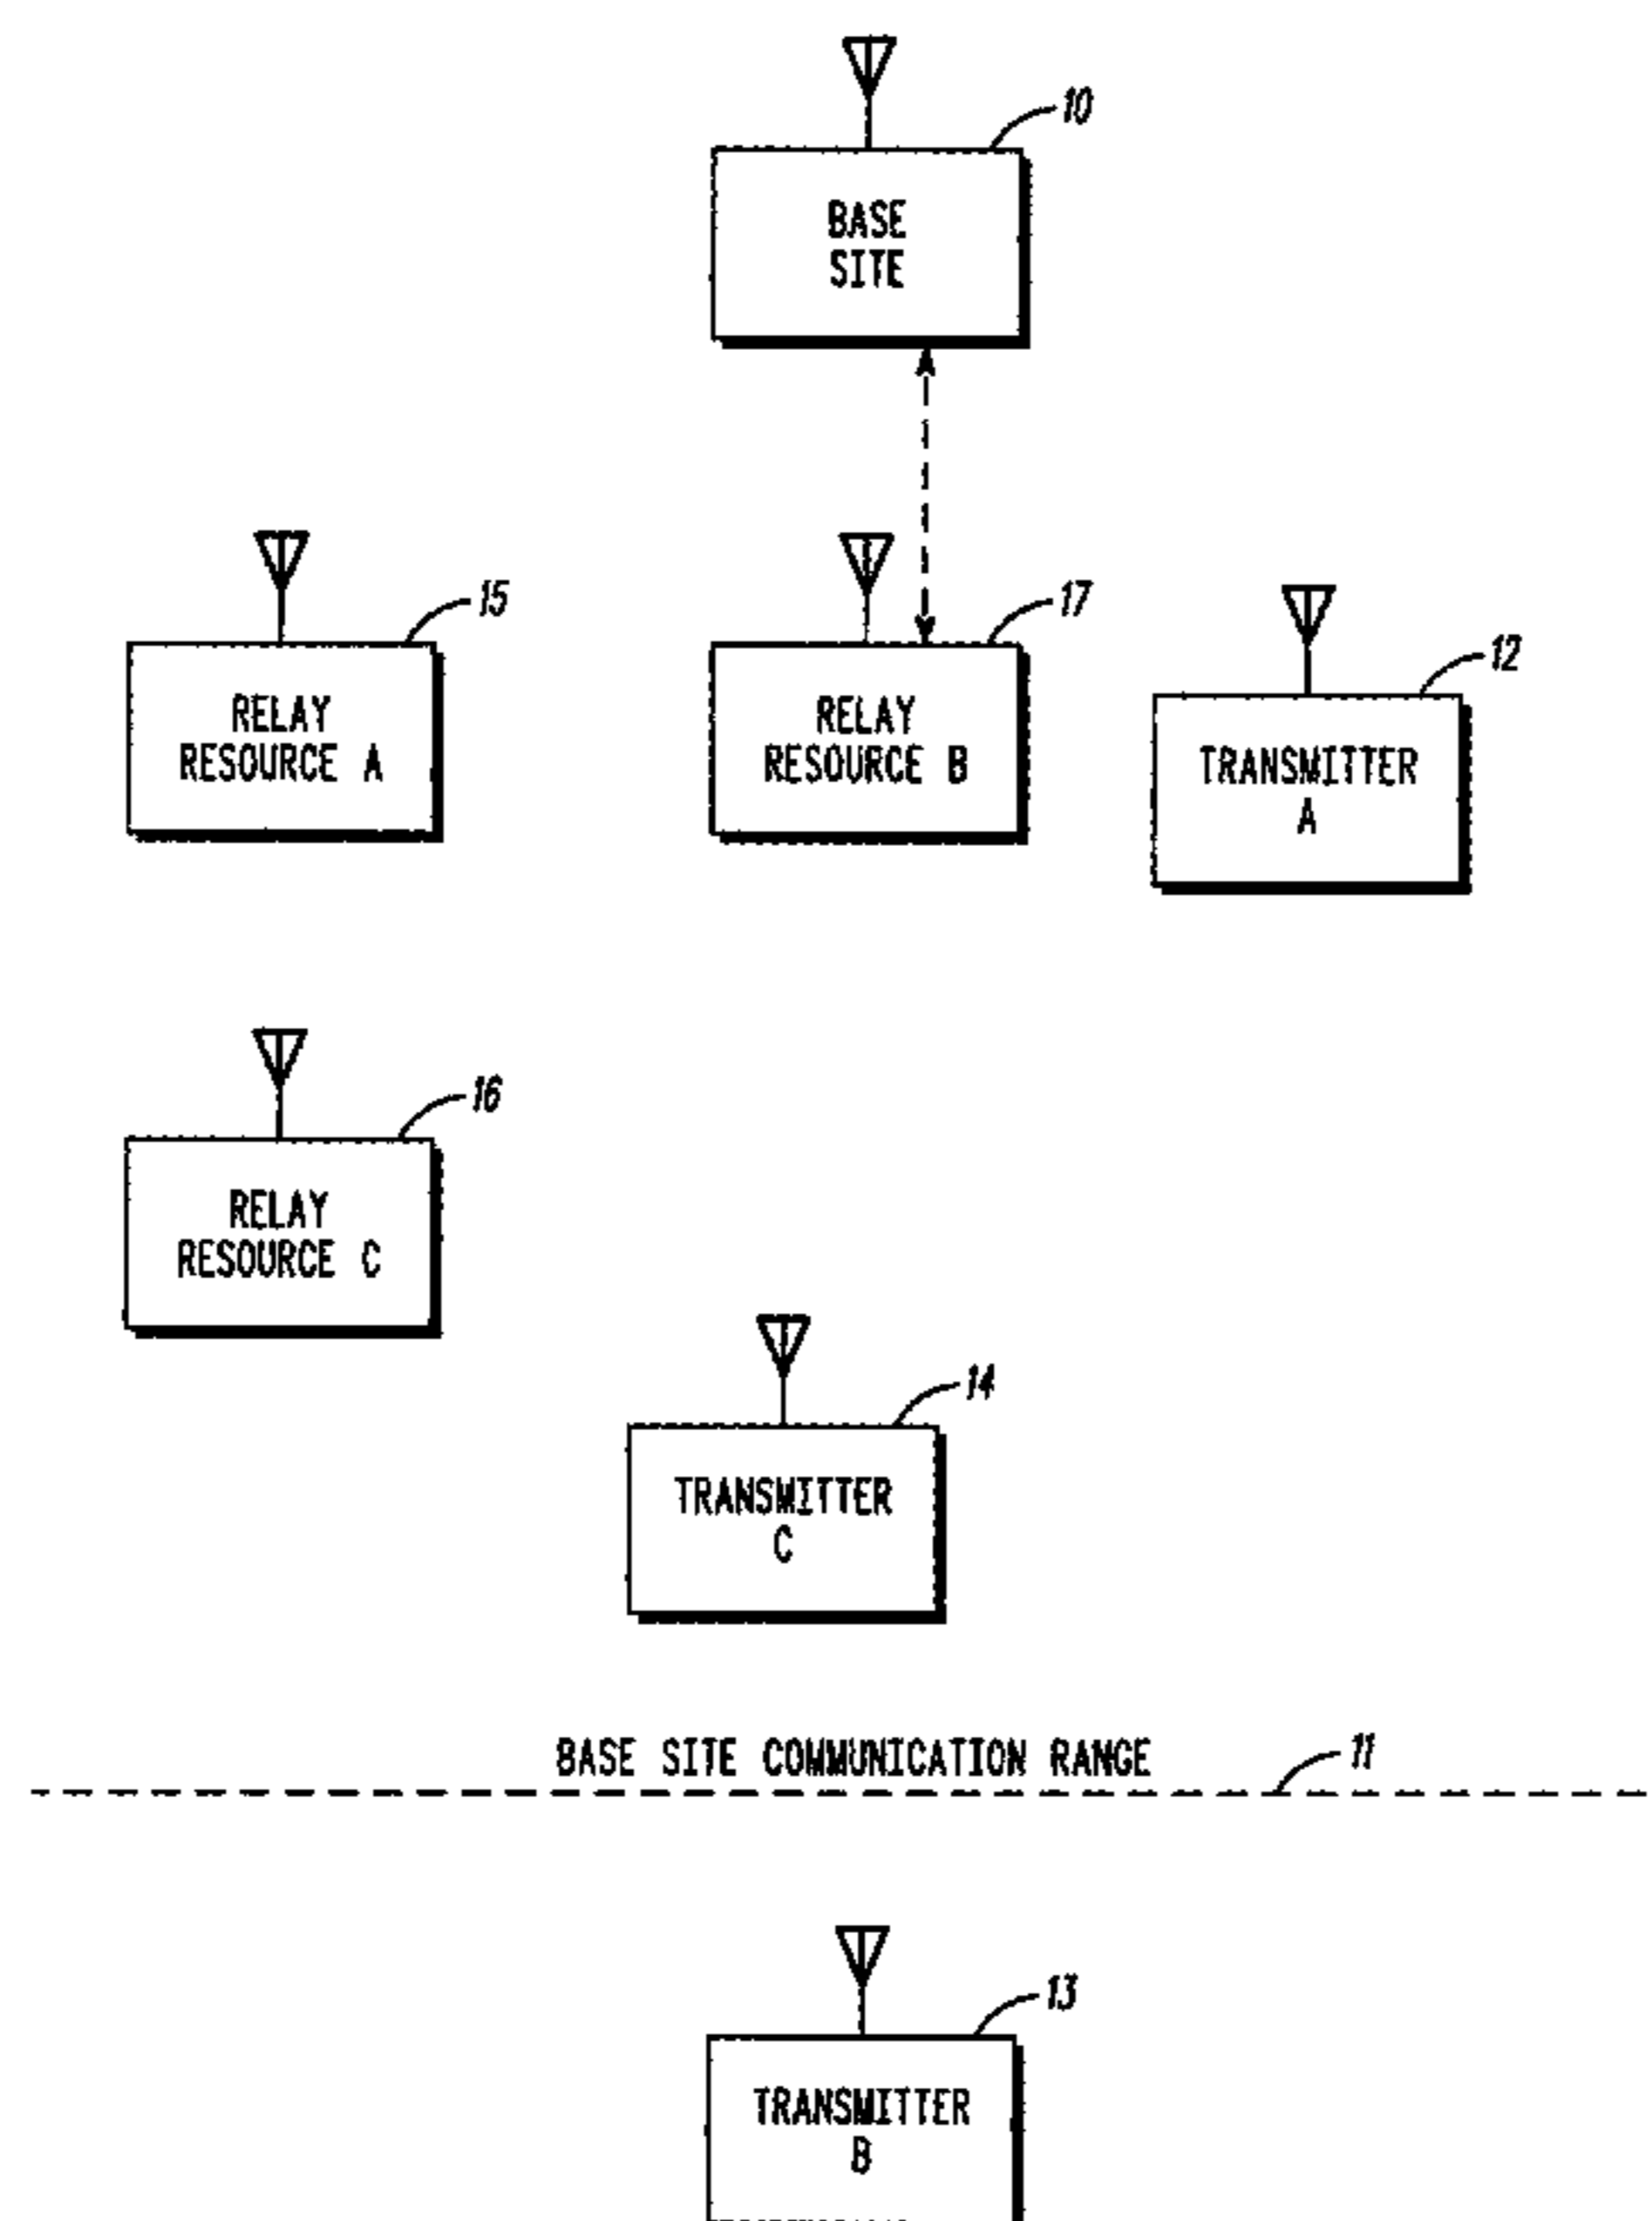 10
BASE
SITE
15
RELAY
RESOURCE A
17
RELAY
RESOURCE B
12
TRANSMITTER
A
16
RELAY
RESOURCE C
14
TRANSMITTER
C
BASE SITE COMMUNICATION RANGE
11
13
TRANSMITTER
B